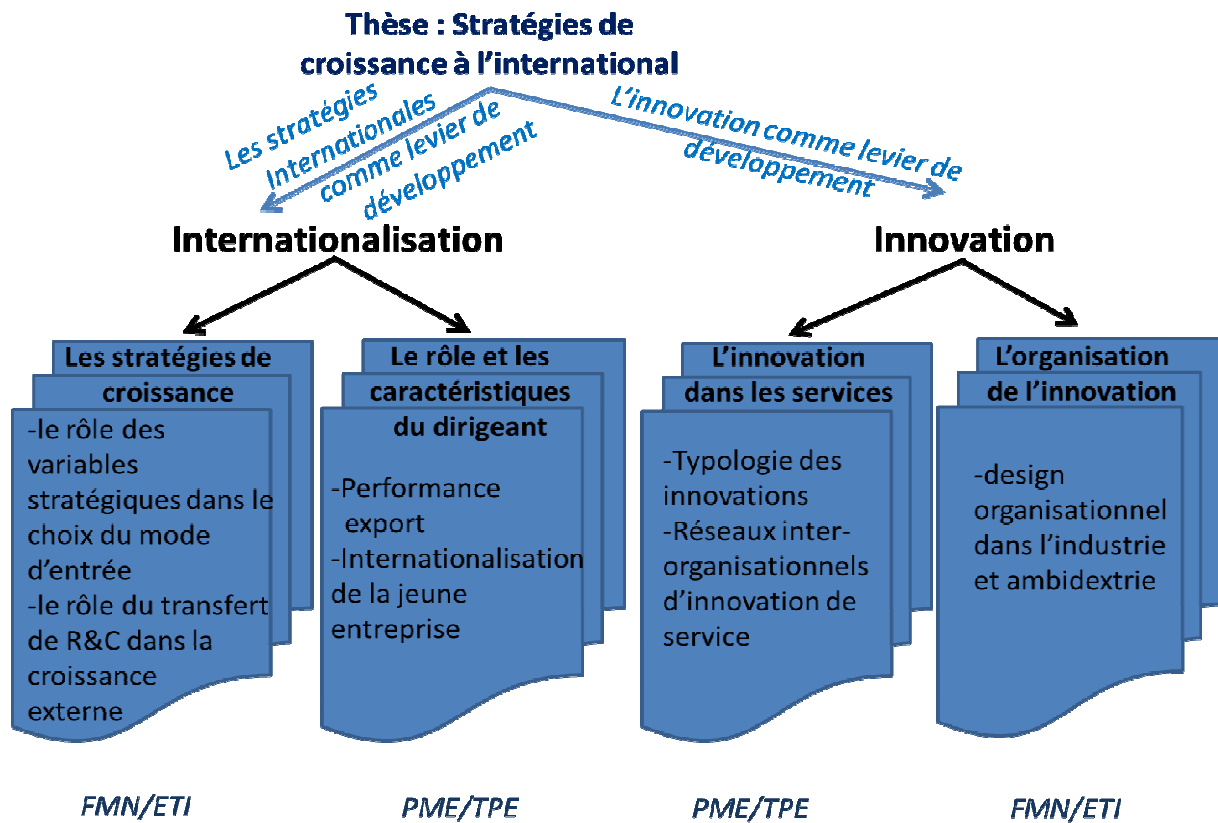 Thèse : Stratégies de
croissance à l'international
Les stratégies
Internationales
comme levier de
développement
L'innovation comme levier de
développement
Internationalisation
Innovation
Les stratégies de
croissance
-le rôle des
variables
stratégiques dans le
choix du mode
d'entrée
-le rôle du transfert
de R&C dans la
croissance
externe
Le rôle et les
caractéristiques
du dirigeant
-Performance
export
-Internationalisation
de la jeune
entreprise
L'innovation
dans les services
-Typologie des
innovations
-Réseaux inter-
organisationnels
d'innovation de
service
L'organisation
de l'innovation
-design
organisationnel
dans l'industrie
et ambidextrie
FMN/ETI
PME/TPE
PME/TPE
FMN/ETI